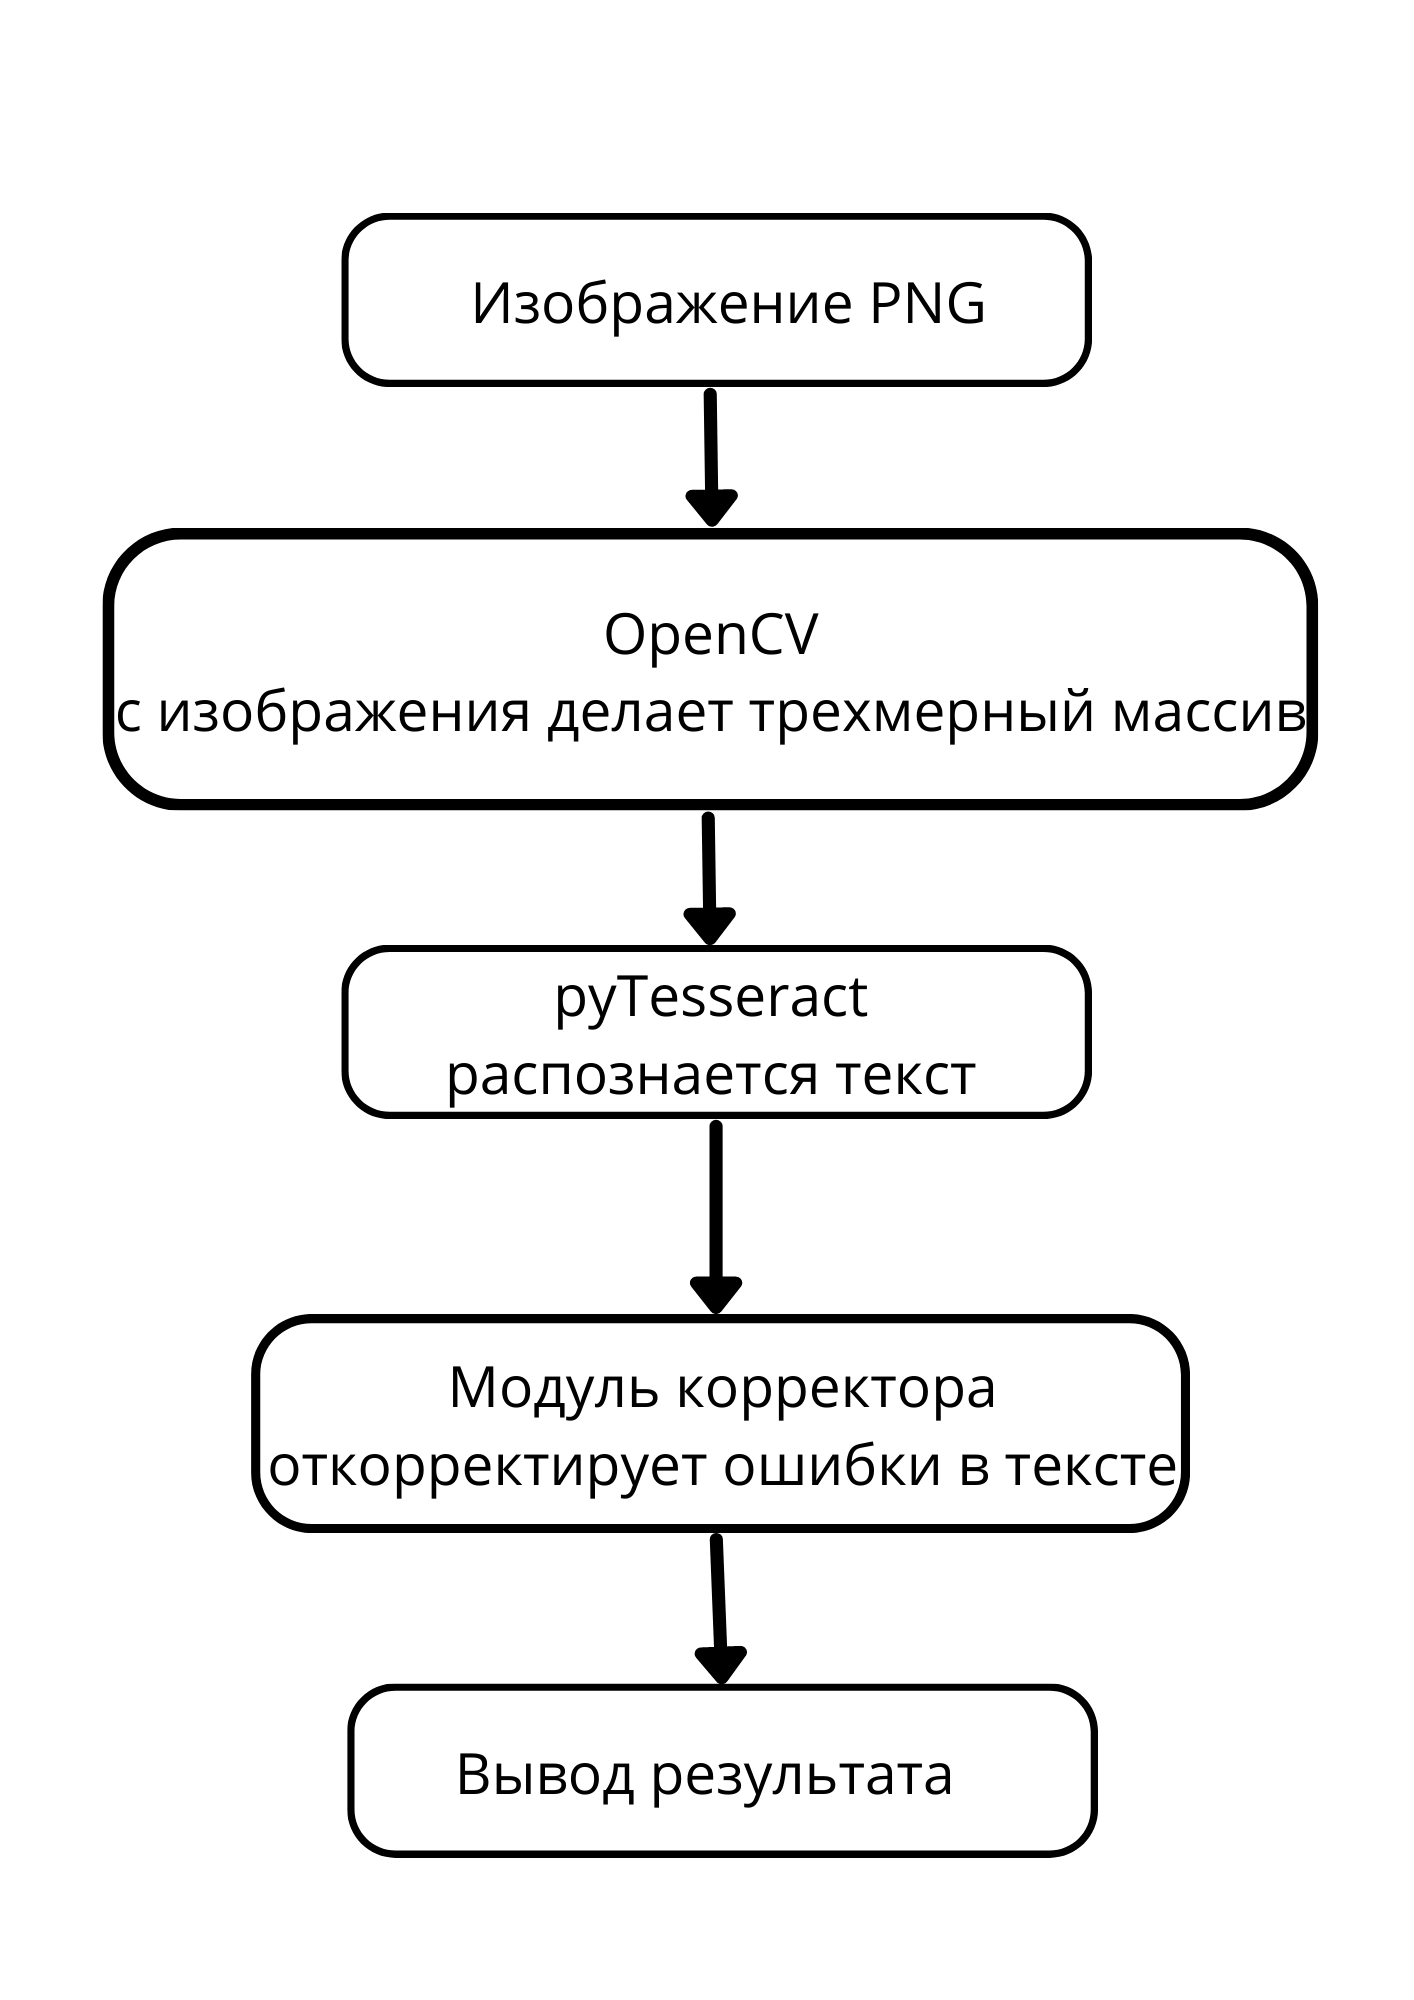 Изображение PNG
OpenCV
с изображения делает трехмерный массив
pyTesseract
распознается текст
Модуль корректора
откорректирует ошибки в тексте
Вывод результата